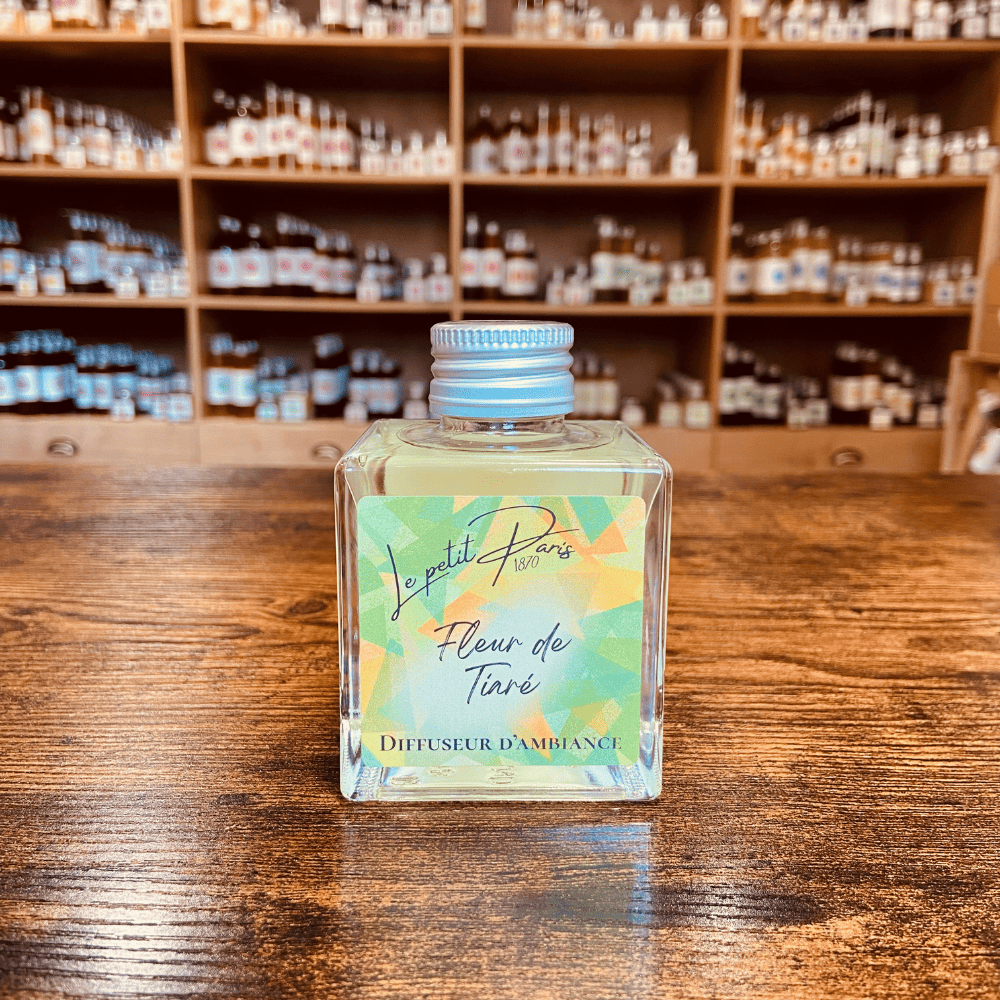 Le petit Paris
1870
Fleur de
Tiaré
DIFFUSEUR D'AMBIANCE